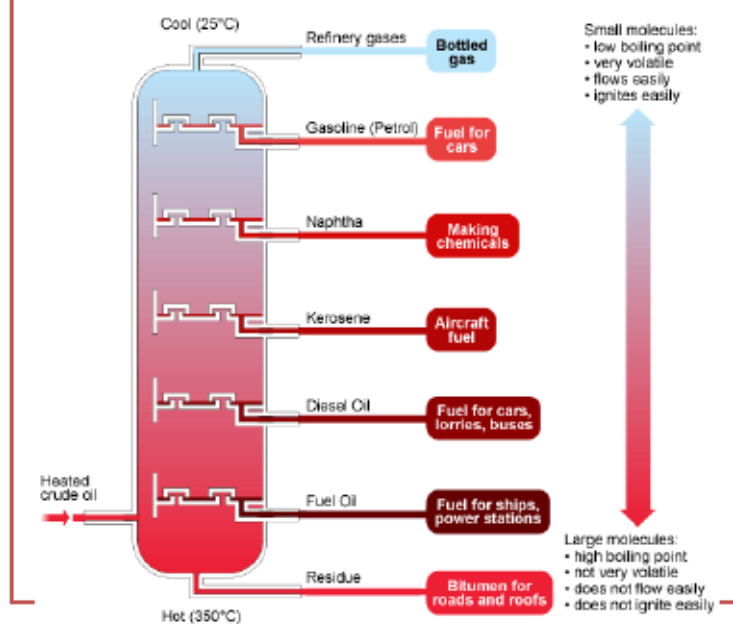 Cool (25°C)
Refinery gases
Bottled
gas
Small molecules:
• low boiling point
• very volatile
• flows easily
• ignites easily
Gasoline (Petrol)
Fuel for
cars
Naphtha
Making
chemicals
Kerosene
Aircraft
fuel
Diesel Oil
Fuel for cars,
lorries, buses
Heated
crude oil
Fuel Oil
Fuel for ships,
power stations
Large molecules:
• high boiling point
• not very volatile
• does not flow easily
• does not ignite easily
Residue
Bitumen for
roads and roofs
Hot (350°C)